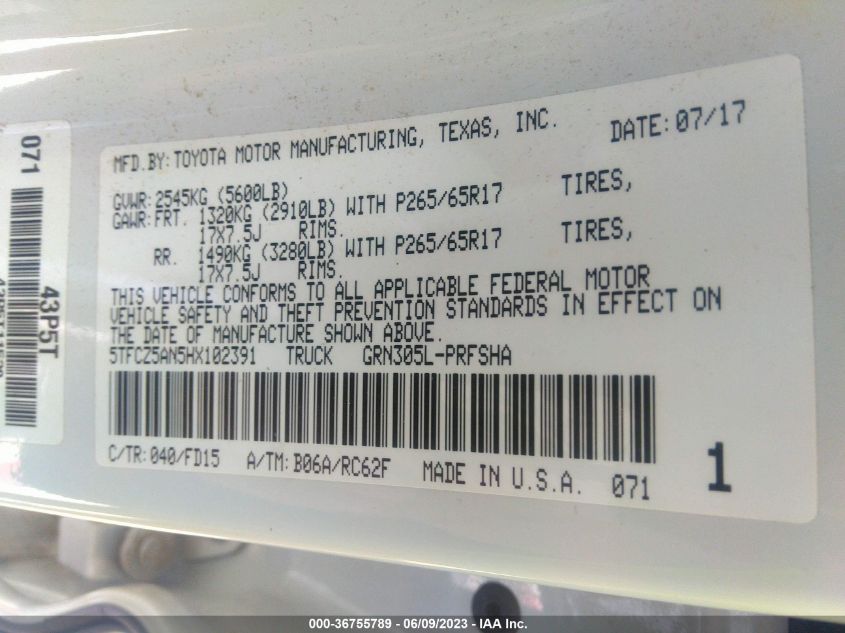 MFD.BY:TOYOTA MOTOR MANUFACTURING, TEXAS, INC. DATE:07/17
GVWR:2545KG (5600LB)
GAWR:FRT. 1320KG (2910LB) WITH P265/65R17 TIRES,
17X7.5J RIMS.
RR. 1490KG (3280LB) WITH P265/65R17 TIRES,
17X7.5J RIMS.
THIS VEHICLE CONFORMS TO ALL APPLICABLE FEDERAL MOTOR
VEHICLE SAFETY AND THEFT PREVENTION STANDARDS IN EFFECT ON
THE DATE OF MANUFACTURE SHOWN ABOVE.
5TFCZ5AN5HX102391 TRUCK GRN305L-PRFSHA
C/TR:040/FD15 A/TM:B06A/RC62F MADE IN U.S.A. 071 1
071
43P5T
000-36755789 - 06/09/2023 - IAA Inc.